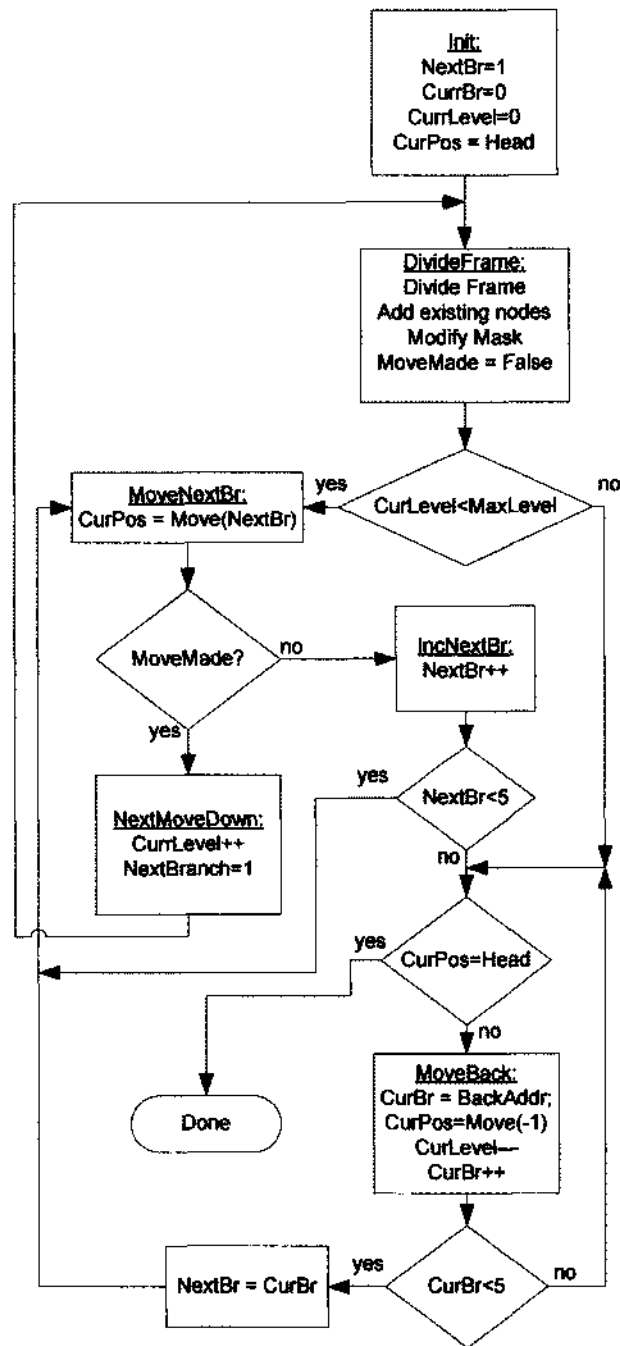 Init:
NextBr=1
CurrBr=0
CurrLevel=0
CurPos = Head
DivideFrame:
Divide Frame
Add existing nodes
Modify Mask
MoveMade = False
CurLevel<MaxLevel
yes
no
MoveNextBr:
CurPos = Move(NextBr)
MoveMade?
no
yes
IncNextBr:
NextBr++
NextBr<5
yes
no
NextMoveDown:
CurrLevel++
NextBranch=1
CurPos=Head
yes
no
Done
MoveBack:
CurBr = BackAddr;
CurPos=Move(-1)
CurLevel--
CurBr++
CurBr<5
yes
no
NextBr = CurBr